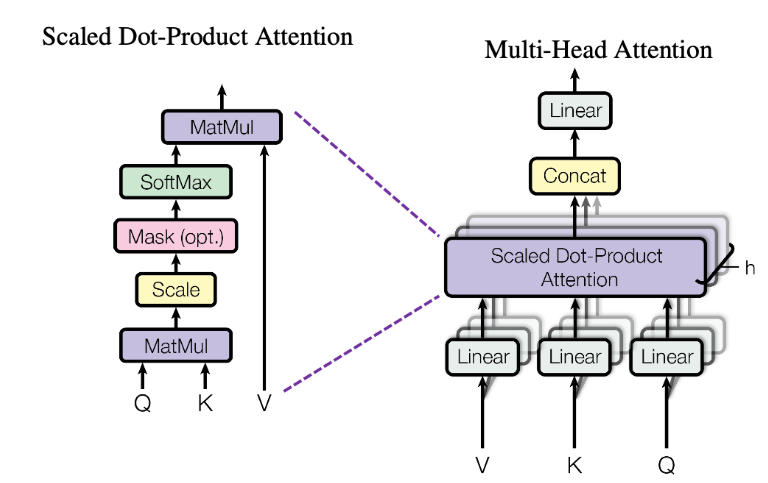 Scaled Dot-Product Attention
MatMul
SoftMax
Mask (opt.)
Scale
MatMul
Q K V
Multi-Head Attention
Linear
Concat
Scaled Dot-Product
Attention
h
Linear Linear Linear
V K Q